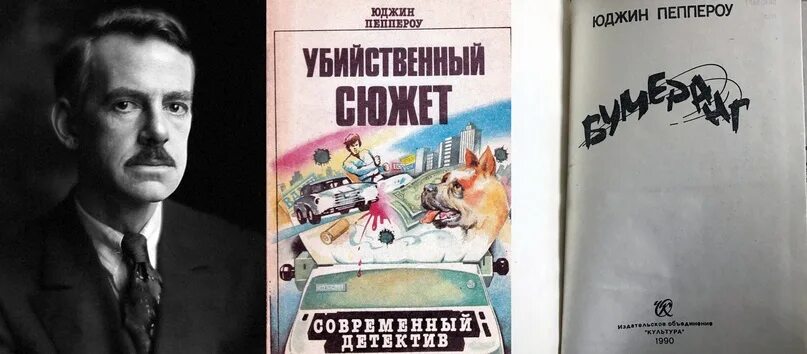 ЮДЖИН
ПЕППЕРОУ
УБИЙСТВЕННЫЙ
СЮЖЕТ
СОВРЕМЕННЫЙ
ДЕТЕКТИВ
ЮДЖИН ПЕППЕРОУ
БУМЕРАНГ
Издательское объединение
"КУЛЬТУРА"
1990